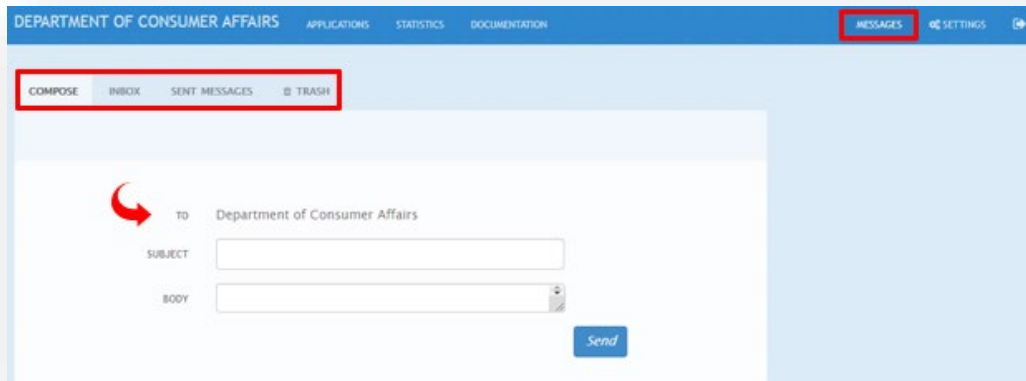 DEPARTMENT OF CONSUMER AFFAIRS APPLICATIONS STATISTICS DOCUMENTATION MESSAGES SETTINGS
COMPOSE INBOX SENT MESSAGES TRASH
TO Department of Consumer Affairs
SUBJECT
BODY
Send